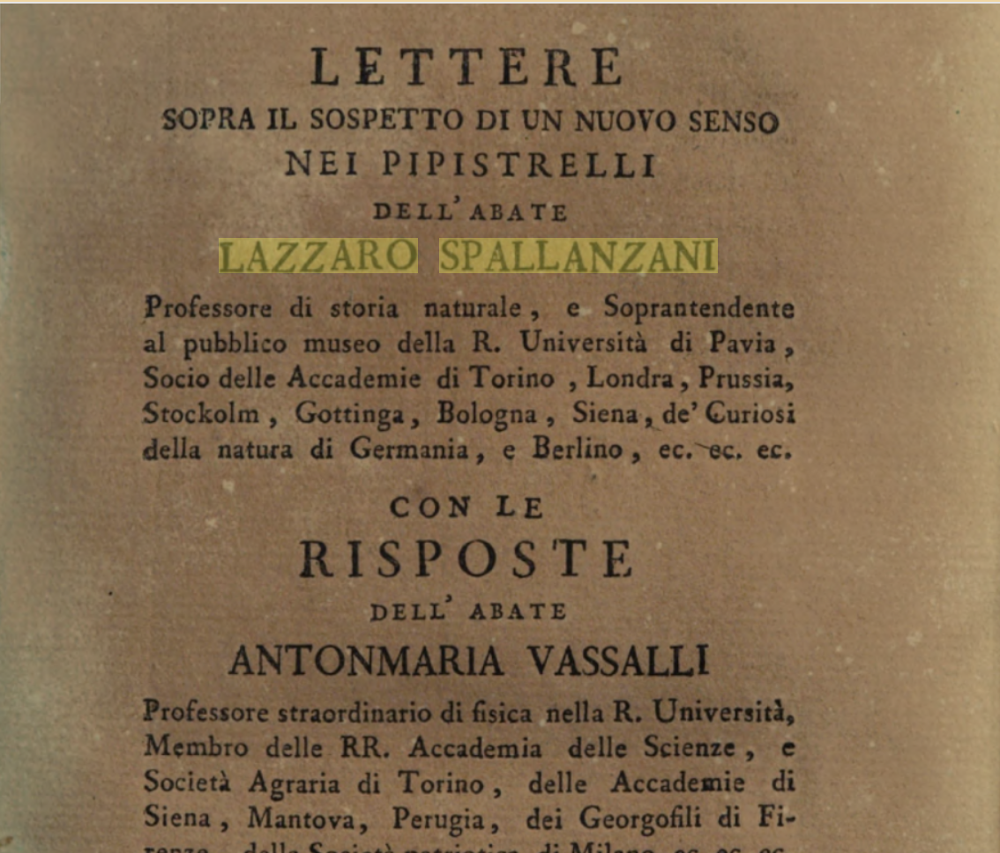 LETTERE
SOPRA IL SOSPETTO DI UN NUOVO SENSO
NEI PIPISTRELLI
DELL' ABATE
LAZZARO SPALLANZANI
Professore di storia naturale, e Soprantendente
al pubblico museo della R. Università di Pavia,
Socio delle Accademie di Torino, Londra, Prussia,
Stockolm, Gottinga, Bologna, Siena, de' Curiosi
della natura di Germania, e Berlino, ec. ec. ec.
CON LE
RISPOSTE
DELL' ABATE
ANTONMARIA VASSALLI
Professore straordinario di fisica nella R. Università,
Membro delle RR. Accademia delle Scienze, e
Società Agraria di Torino, delle Accademie di
Siena, Mantova, Perugia, dei Georgofili di Fi-
renze, della Società patriotica di Milano ec. ec. ec.